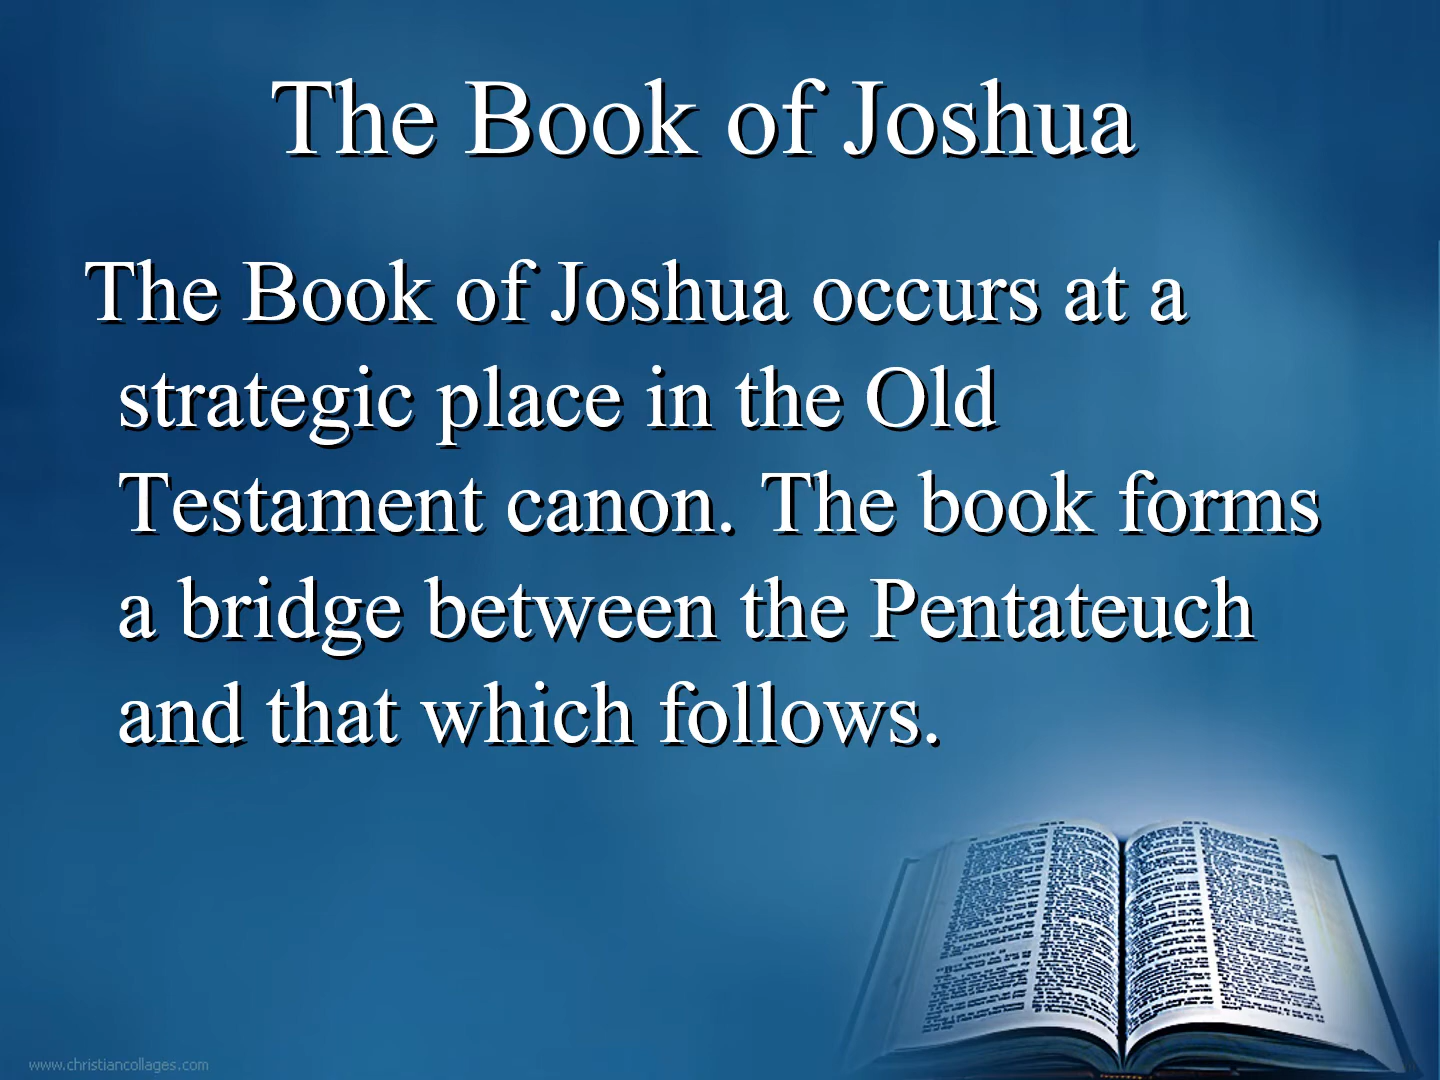 The Book of Joshua
The Book of Joshua occurs at a
strategic place in the Old
Testament canon. The book forms
a bridge between the Pentateuch
and that which follows.
www.christiancollages.com